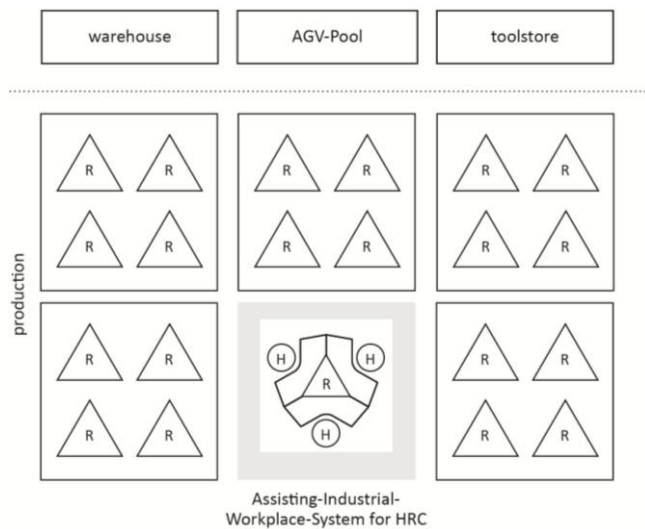 warehouse
AGV-Pool
toolstore
production
R R
R R
R R
R R
R R
R R
R R
R R
H H
R
H
R R
R R
Assisting-Industrial-
Workplace-System for HRC